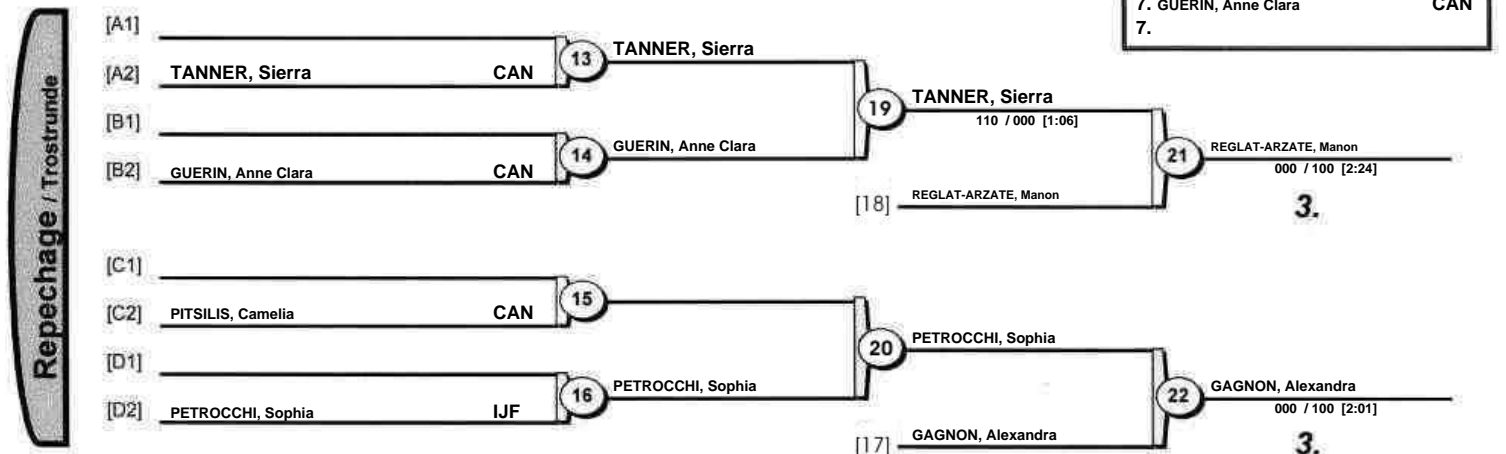 7. GUERIN, Anne Clara CAN
7.
Repechage / Trostrunde
[A1]
13 TANNER, Sierra
[A2] TANNER, Sierra CAN
19 TANNER, Sierra
110 / 000 [1:06]
[B1]
14 GUERIN, Anne Clara
[B2] GUERIN, Anne Clara CAN
21 REGLAT-ARZATE, Manon
000 / 100 [2:24]
[18] REGLAT-ARZATE, Manon
3.
[C1]
15
[C2] PITSILIS, Camelia CAN
20 PETROCCHI, Sophia
[D1]
16 PETROCCHI, Sophia
[D2] PETROCCHI, Sophia IJF
22 GAGNON, Alexandra
000 / 100 [2:01]
[17] GAGNON, Alexandra
3.